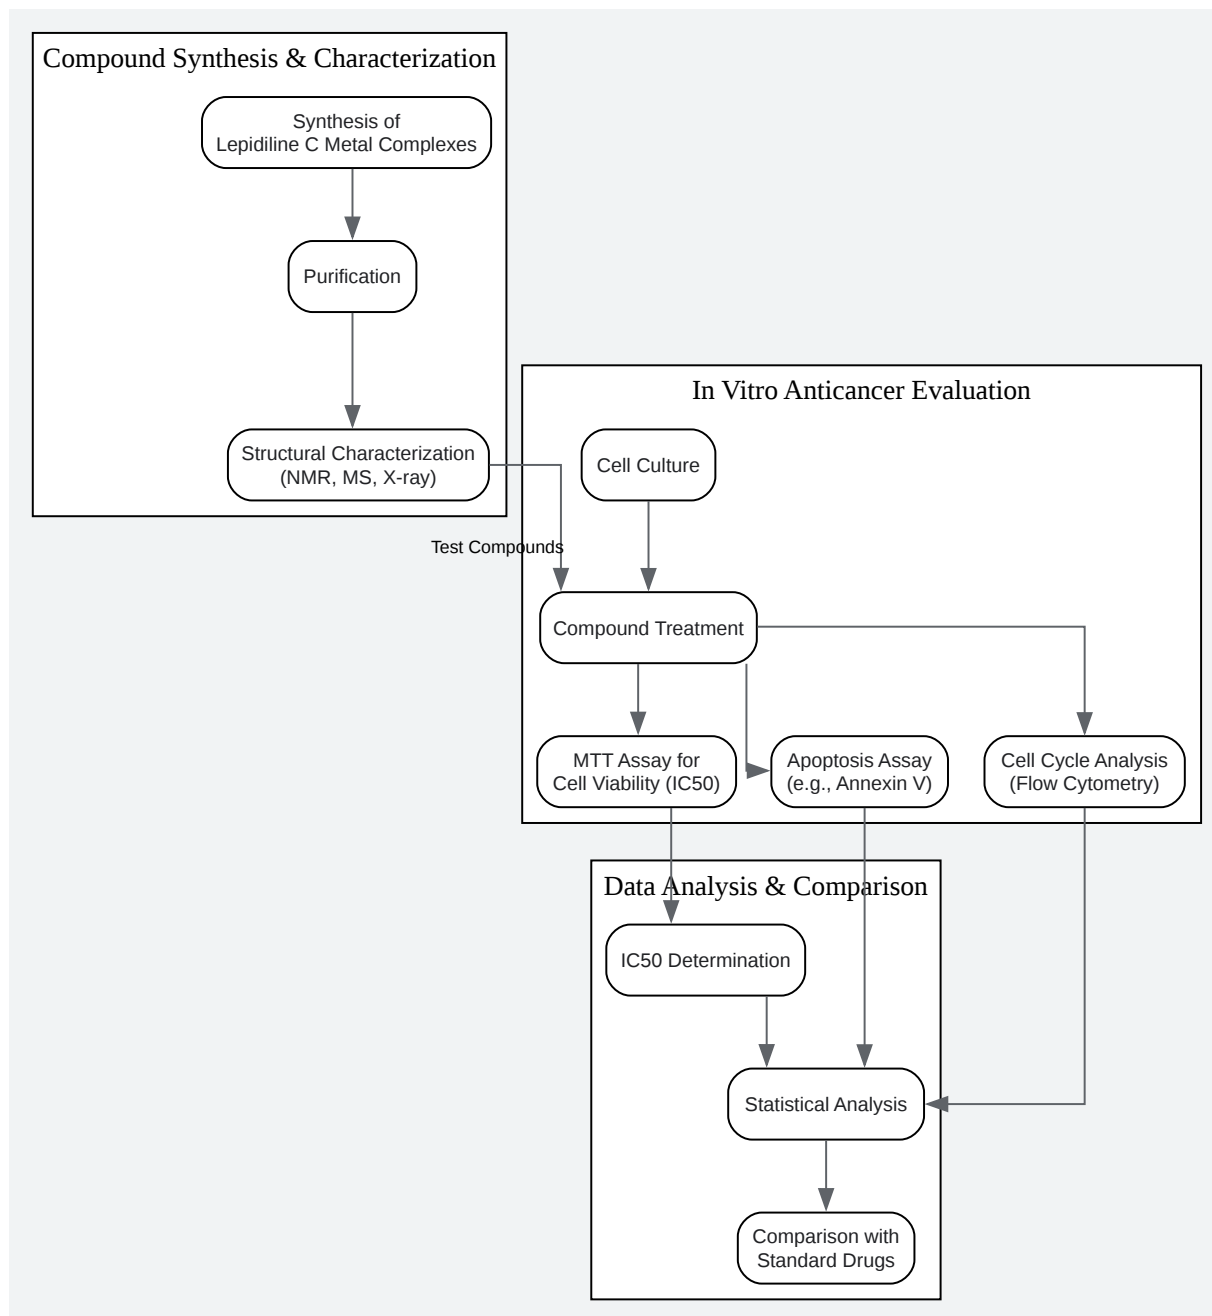 Compound Synthesis & Characterization
Synthesis of
Lepidiline C Metal Complexes
Purification
Structural Characterization
(NMR, MS, X-ray)
Test Compounds
In Vitro Anticancer Evaluation
Cell Culture
Compound Treatment
MTT Assay for
Cell Viability (IC50)
Apoptosis Assay
(e.g., Annexin V)
Cell Cycle Analysis
(Flow Cytometry)
Data Analysis & Comparison
IC50 Determination
Statistical Analysis
Comparison with
Standard Drugs